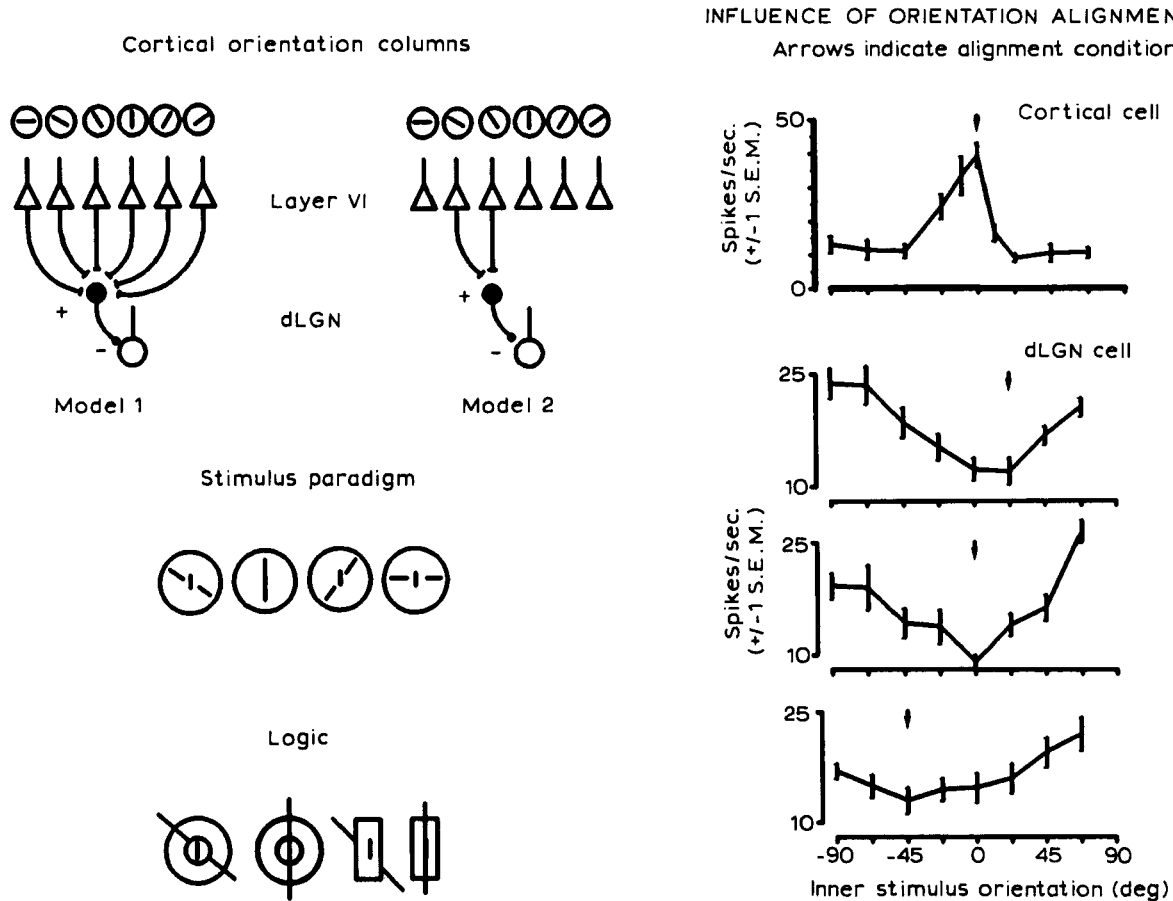 Cortical orientation columns
Layer VI
+
+
dLGN
-
-
Model 1
Model 2
Stimulus paradigm
Logic
INFLUENCE OF ORIENTATION ALIGNMEN
Arrows indicate alignment condition
Cortical cell
50
0
Spikes/sec.
(+/-1 S.E.M.)
dLGN cell
25
10
25
10
Spikes/sec.
(+/-1 S.E.M.)
25
10
-90 -45 0 45 90
Inner stimulus orientation (deg)